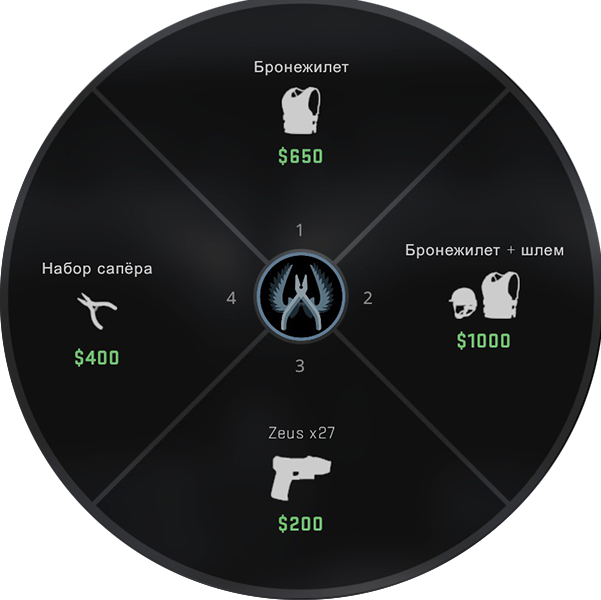 Бронежилет
$650
1
Бронежилет + шлем
$1000
2
Набор сапёра
$400
4
3
Zeus x27
$200